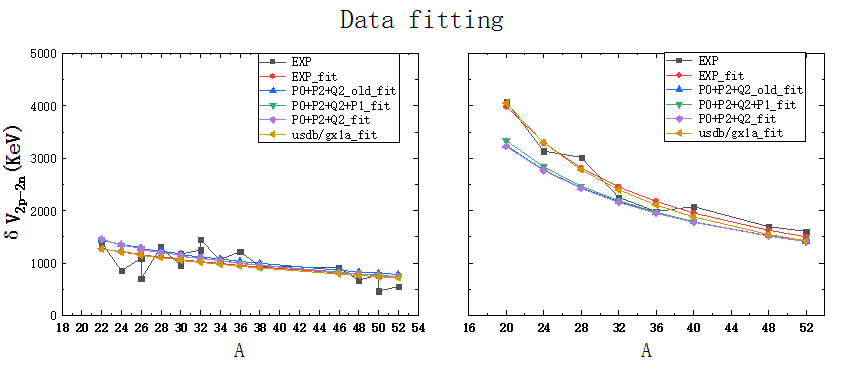 Data fitting
δ V2p-2n(KeV)
5000
4000
3000
2000
1000
0
18 20 22 24 26 28 30 32 34 36 38 40 42 44 46 48 50 52 54
A
EXP
EXP_fit
P0+P2+Q2_old_fit
P0+P2+Q2+P1_fit
P0+P2+Q2_fit
usdb/gx1a_fit
16 20 24 28 32 36 40 44 48 52
A
EXP
EXP_fit
P0+P2+Q2_old_fit
P0+P2+Q2+P1_fit
P0+P2+Q2_fit
usdb/gx1a_fit